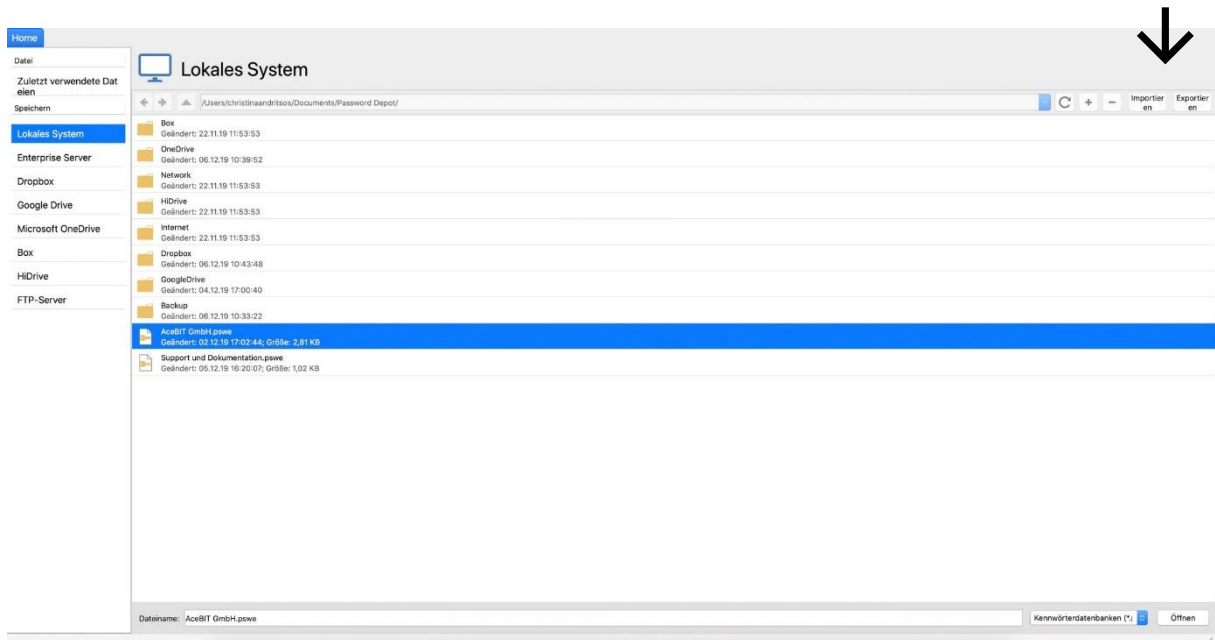 Home
Datei
Zuletzt verwendete Dat
eien
Speichern
Lokales System
Enterprise Server
Dropbox
Google Drive
Microsoft OneDrive
Box
HiDrive
FTP-Server
Lokales System
/Users/christinaandritsos/Documents/Password Depot/
Importier
en
Exportier
en
Box
Geändert: 22.11.19 11:53:53
OneDrive
Geändert: 06.12.19 10:39:52
Network
Geändert: 22.11.19 11:53:53
HiDrive
Geändert: 22.11.19 11:53:53
Internet
Geändert: 22.11.19 11:53:53
Dropbox
Geändert: 06.12.19 10:43:48
GoogleDrive
Geändert: 04.12.19 17:00:40
Backup
Geändert: 06.12.19 10:33:22
AceBIT GmbH.pswe
Geändert: 02.12.19 17:02:44; Größe: 2,81 KB
Support und Dokumentation.pswe
Geändert: 05.12.19 16:20:07; Größe: 1,02 KB
Dateiname: AceBIT GmbH.pswe
Kennwörterdatenbanken (*.
Öffnen